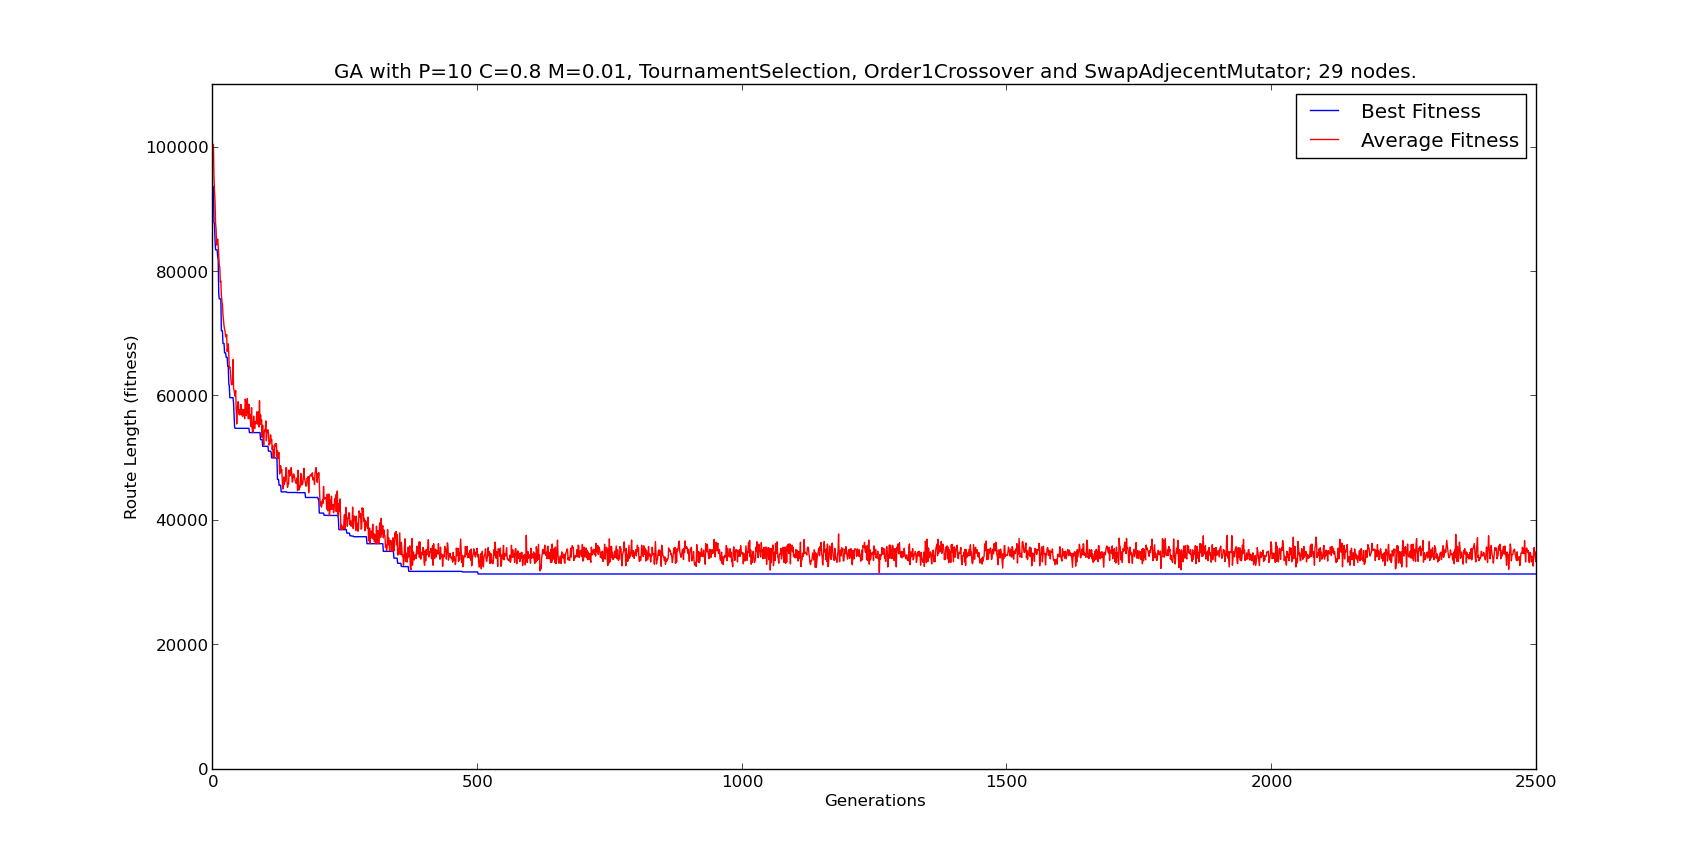 GA with P=10 C=0.8 M=0.01, TournamentSelection, Order1Crossover and SwapAdjecentMutator; 29 nodes.
Best Fitness
Average Fitness
100000
80000
60000
40000
20000
0
Route Length (fitness)
0 500 1000 1500 2000 2500
Generations